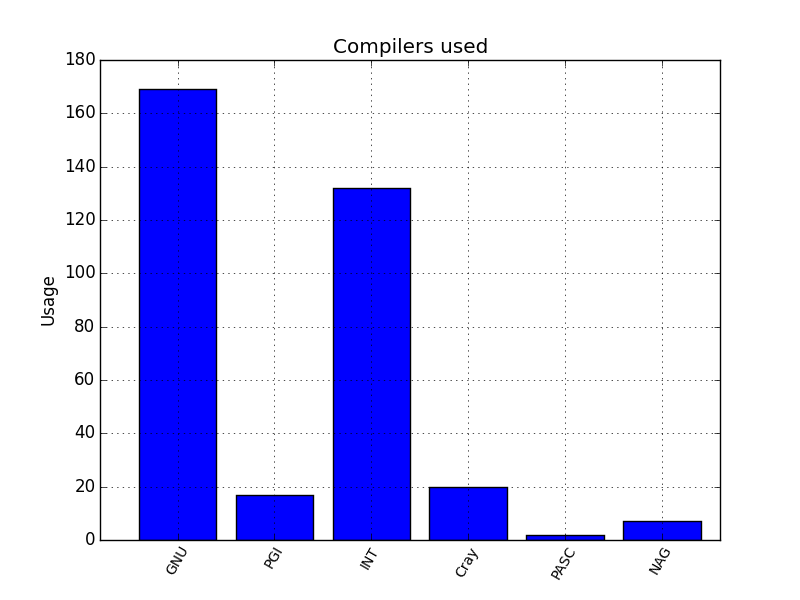 Compilers used
Usage
180
160
140
120
100
80
60
40
20
0
GNU
PGI
INT
Cray
PASC
NAG